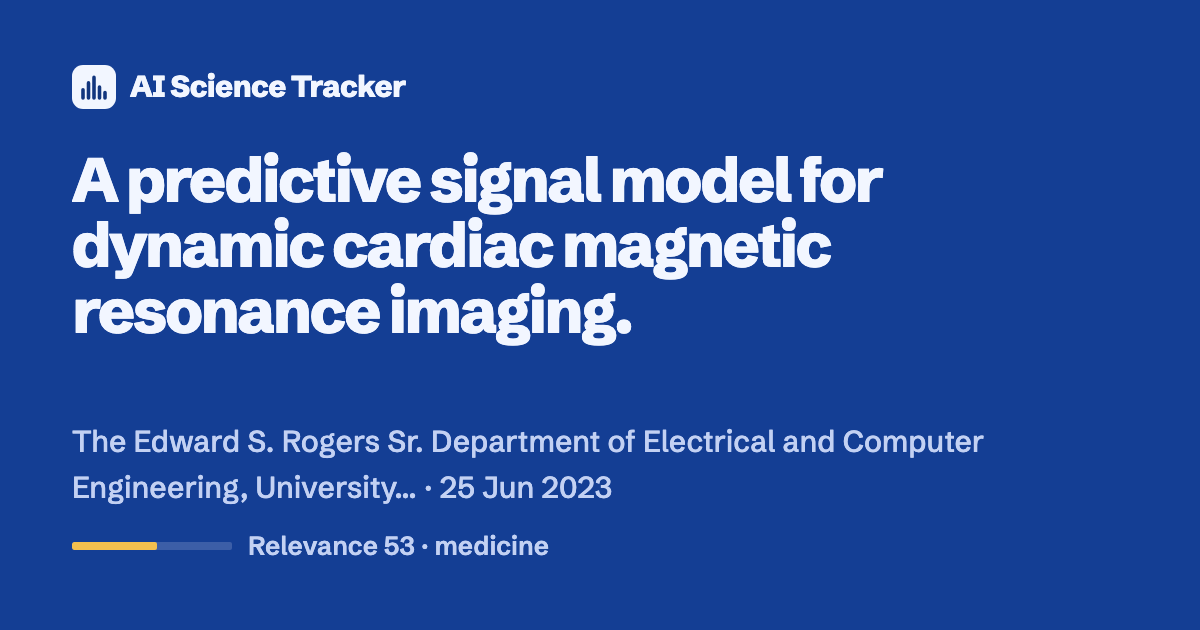 AI Science Tracker
A predictive signal model for
dynamic cardiac magnetic
resonance imaging.
The Edward S. Rogers Sr. Department of Electrical and Computer
Engineering, University... · 25 Jun 2023
Relevance 53 · medicine